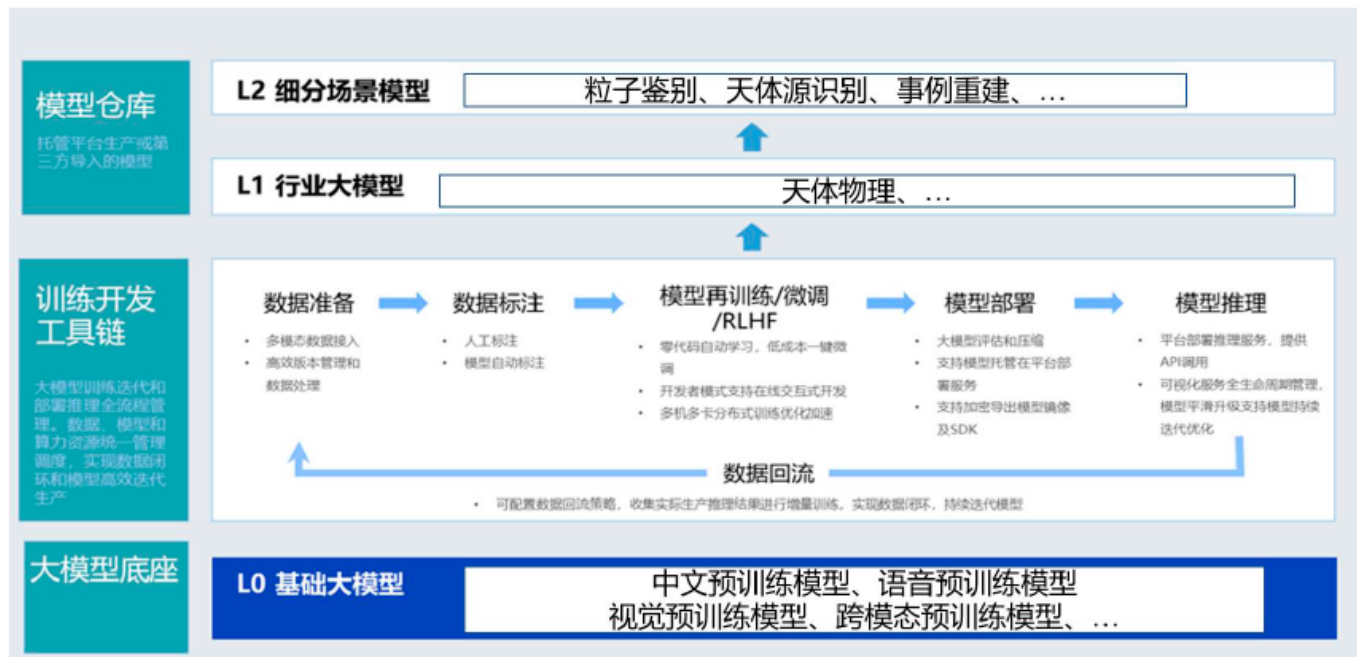 模型仓库
托管平台生产或第
三方导入的模型
L2 细分场景模型
粒子鉴别、天体源识别、事例重建、…
L1 行业大模型
天体物理、…
训练开发
工具链
大模型训练迭代和
部署推理全流程管
理。数据、模型和
算力资源统一管理
调度，实现数据闭
环和模型高效迭代
生产
数据准备
• 多模态数据接入
• 高效版本管理和
数据处理
数据标注
• 人工标注
• 模型自动标注
模型再训练/微调
/RLHF
• 零代码自动学习，低成本一键微
调
• 开发者模式支持在线交互式开发
• 多机多卡分布式训练优化加速
模型部署
• 大模型评估和压缩
• 支持模型托管在平台部
署服务
• 支持加密导出模型镜像
及SDK
模型推理
• 平台部署推理服务，提供
API调用
• 可视化服务全生命周期管理，
模型平滑升级支持模型持续
迭代优化
数据回流
• 可配置数据回流策略，收集实际生产推理结果进行增量训练。实现数据闭环，持续迭代模型
大模型底座
L0 基础大模型
中文预训练模型、语音预训练模型
视觉预训练模型、跨模态预训练模型、…